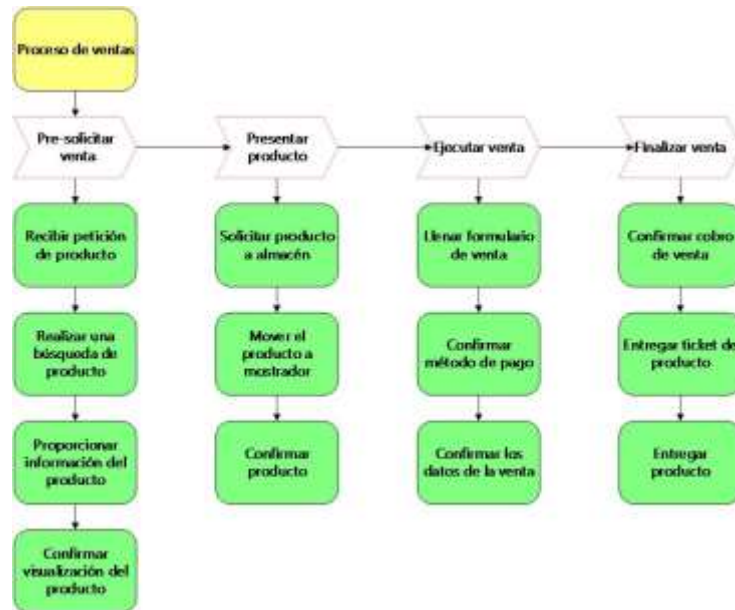 Proceso de ventas
Pre-solicitar
venta
Presentar
producto
Ejecutar venta
Finalizar venta
Recibir petición
de producto
Solicitar producto
a almacén
Llenar formulario
de venta
Confirmar cobro
de venta
Realizar una
búsqueda de
producto
Mover el
producto a
mostrador
Confirmar
método de pago
Entregar ticket de
producto
Proporcionar
información del
producto
Confirmar
producto
Confirmar los
datos de la venta
Entregar
producto
Confirmar
visualización del
producto